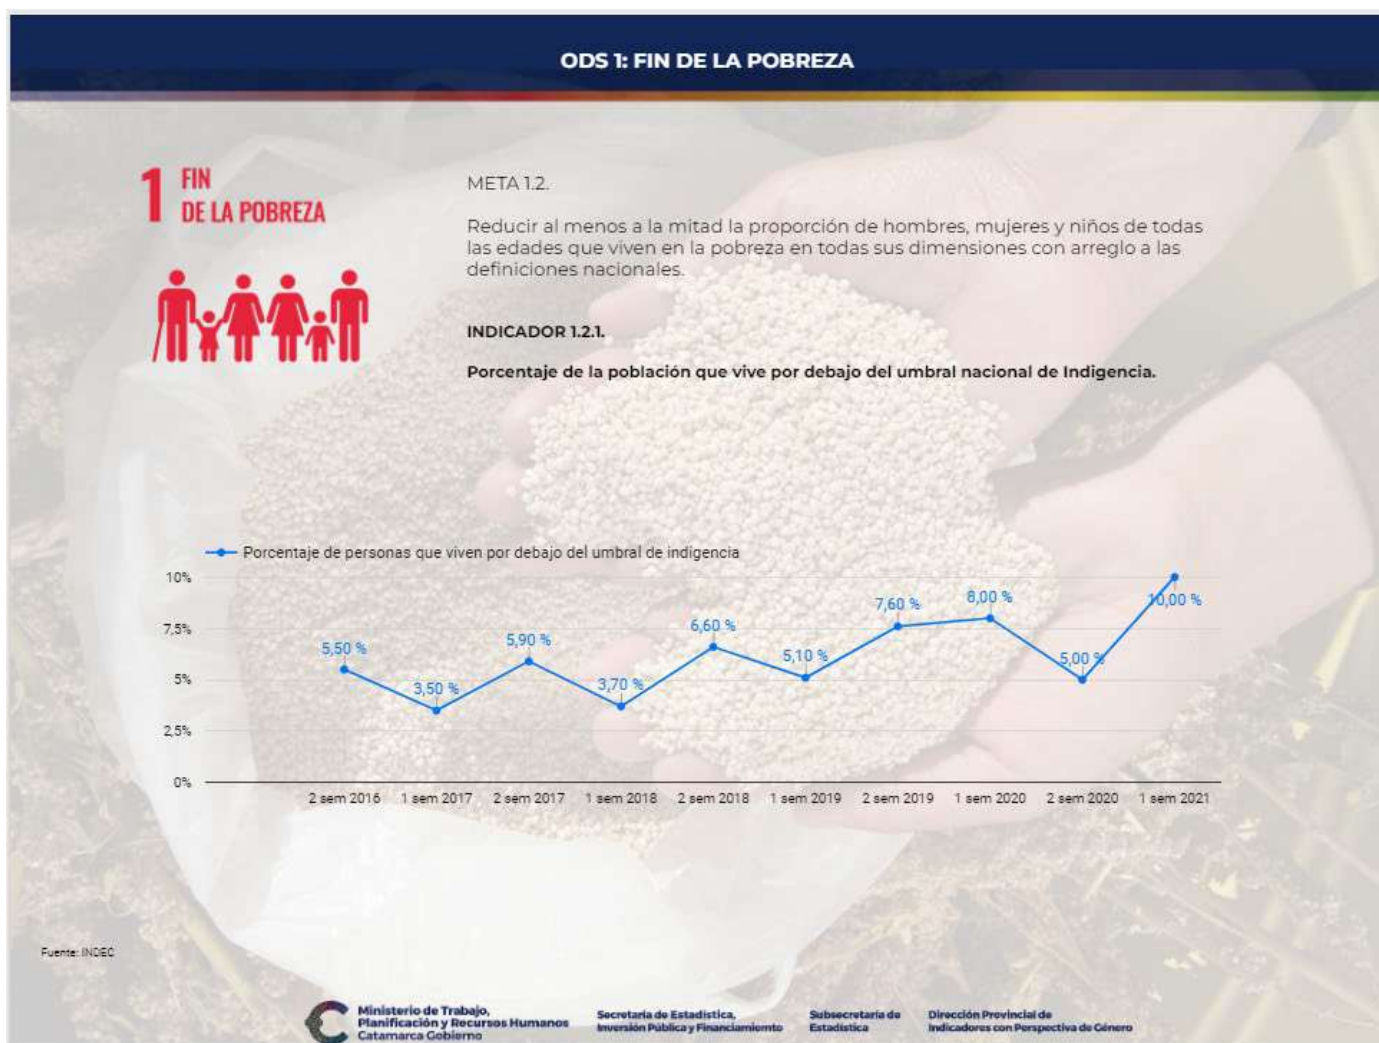 ODS 1: FIN DE LA POBREZA
1 FIN
DE LA POBREZA
META 1.2.
Reducir al menos a la mitad la proporción de hombres, mujeres y niños de todas
las edades que viven en la pobreza en todas sus dimensiones con arreglo a las
definiciones nacionales.
INDICADOR 1.2.1.
Porcentaje de la población que vive por debajo del umbral nacional de Indigencia.
Porcentaje de personas que viven por debajo del umbral de indigencia
10%
7,5%
5%
2,5%
0%
5,50 %
3,50 %
5,90 %
3,70 %
6,60 %
5,10 %
7,60 %
8,00 %
5,00 %
10,00 %
2 sem 2016 1 sem 2017 2 sem 2017 1 sem 2018 2 sem 2018 1 sem 2019 2 sem 2019 1 sem 2020 2 sem 2020 1 sem 2021
Fuente: INDEC
Ministerio de Trabajo,
Planificación y Recursos Humanos
Catamarca Gobierno
Secretaría de Estadística,
Inversión Pública y Financiamiemto
Subsecretaría de
Estadística
Dirección Provincial de
Indicadores con Perspectiva de Género